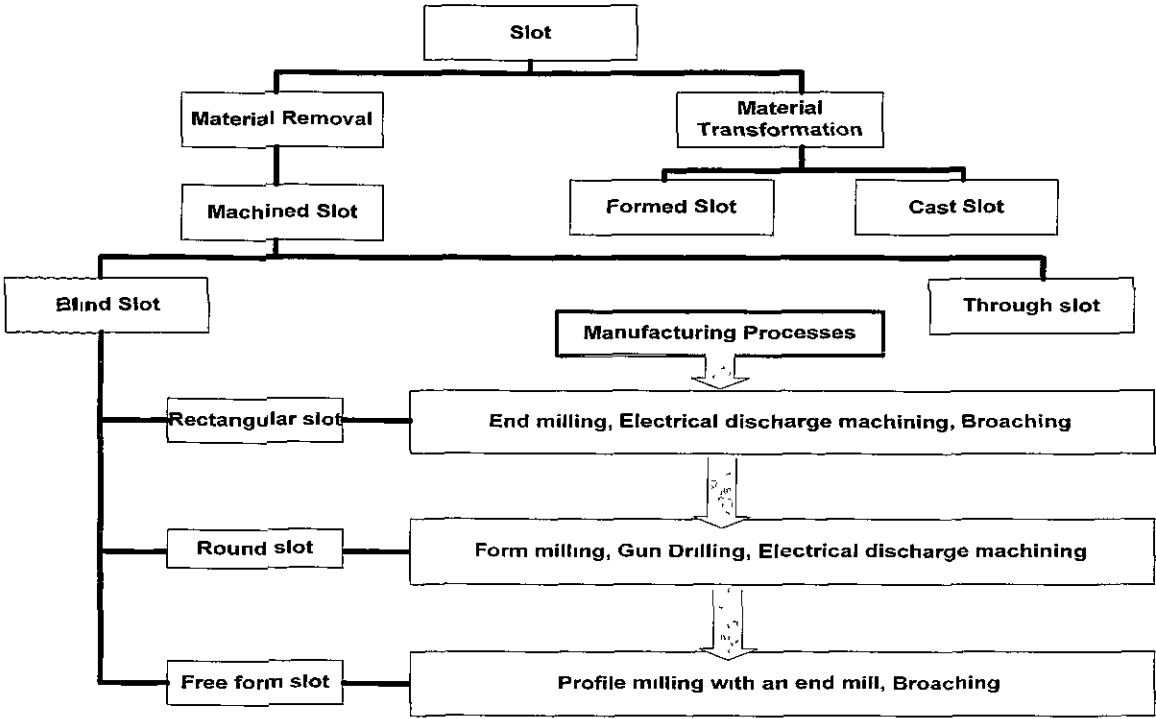 Slot
Material Removal
Material
Transformation
Machined Slot
Formed Slot
Cast Slot
Blind Slot
Through slot
Manufacturing Processes
Rectangular slot
End milling, Electrical discharge machining, Broaching
Round slot
Form milling, Gun Drilling, Electrical discharge machining
Free form slot
Profile milling with an end mill, Broaching